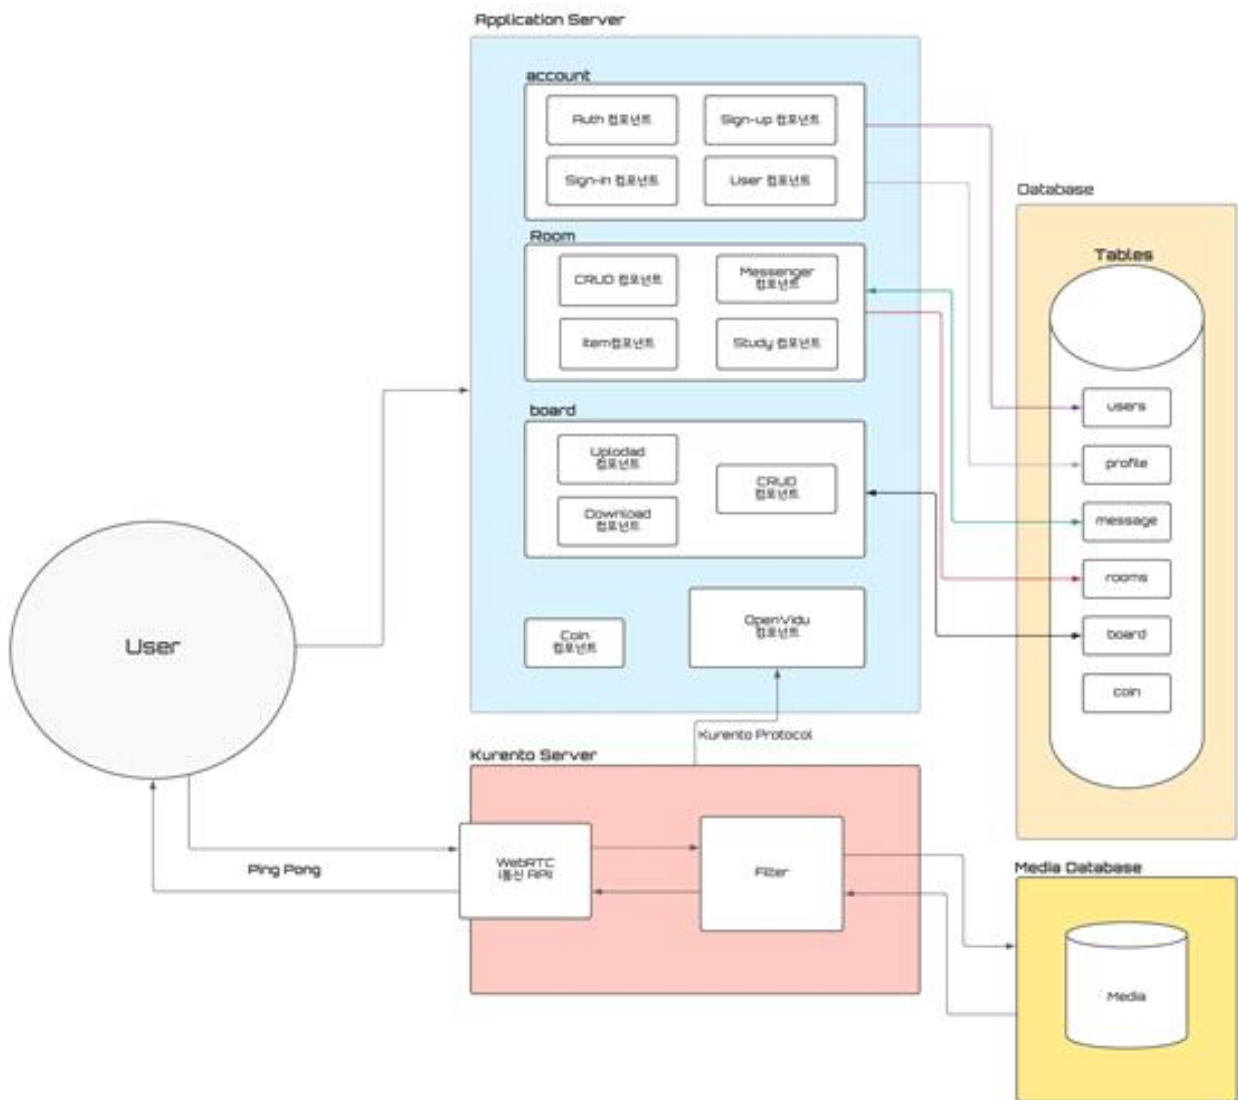 Application Server
account
Auth 컴포넌트
Sign-up 컴포넌트
Sign-in 컴포넌트
User 컴포넌트
Room
CRUD 컴포넌트
Messenger
컴포넌트
Item컴포넌트
Study 컴포넌트
board
Uplodad
컴포넌트
CRUD
컴포넌트
Download
컴포넌트
Coin
컴포넌트
OpenVidu
컴포넌트
Database
Tables
users
profile
message
rooms
board
coin
User
Kurento Protocol
Kurento Server
Ping Pong
WebRTC
(통신 API)
Filter
Media Database
Media